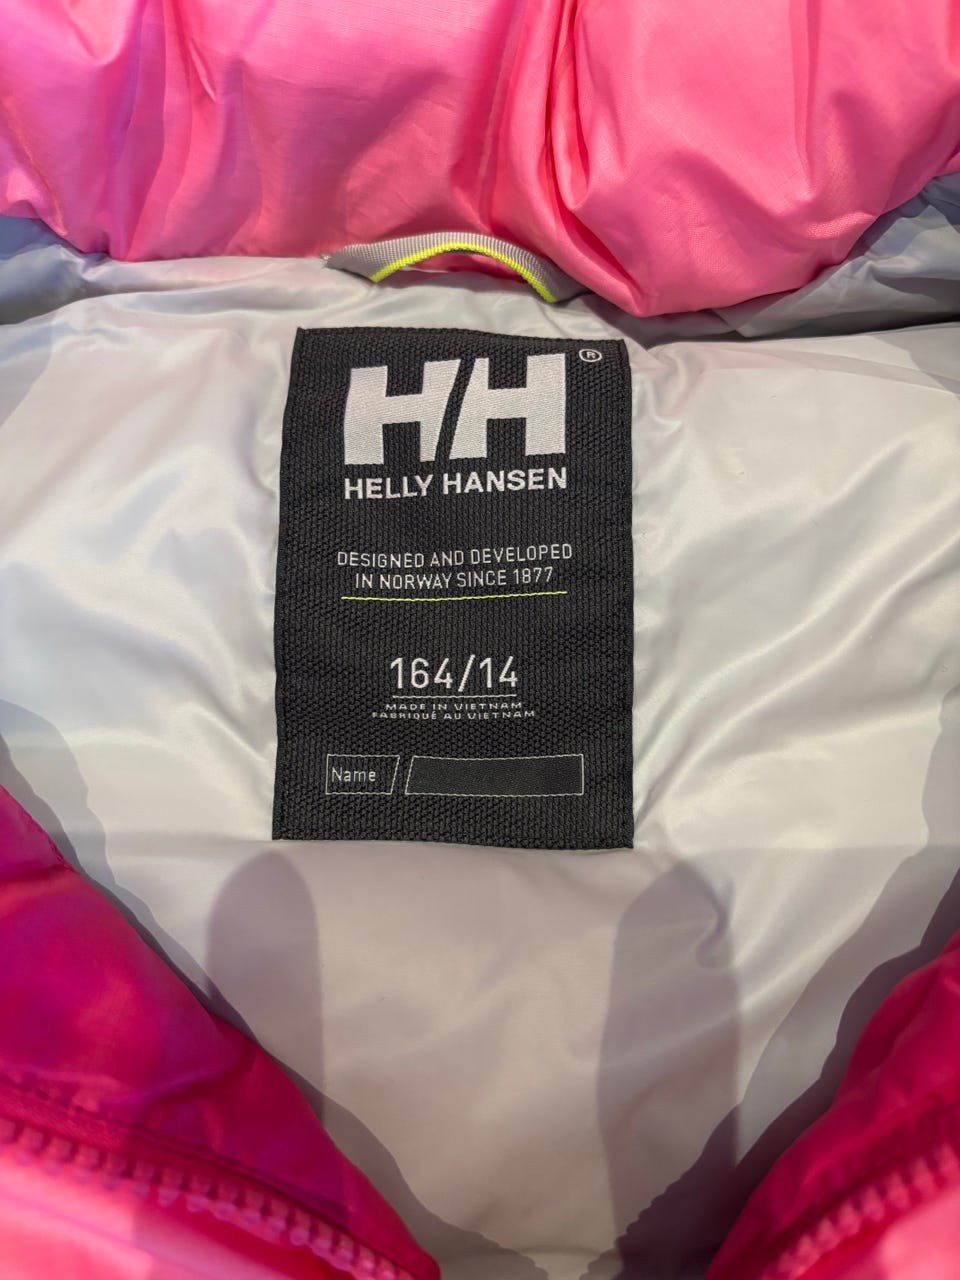 HH®
HELLY HANSEN
DESIGNED AND DEVELOPED
IN NORWAY SINCE 1877
164/14
MADE IN VIETNAM
FABRIQUÉ AU VIETNAM
Name